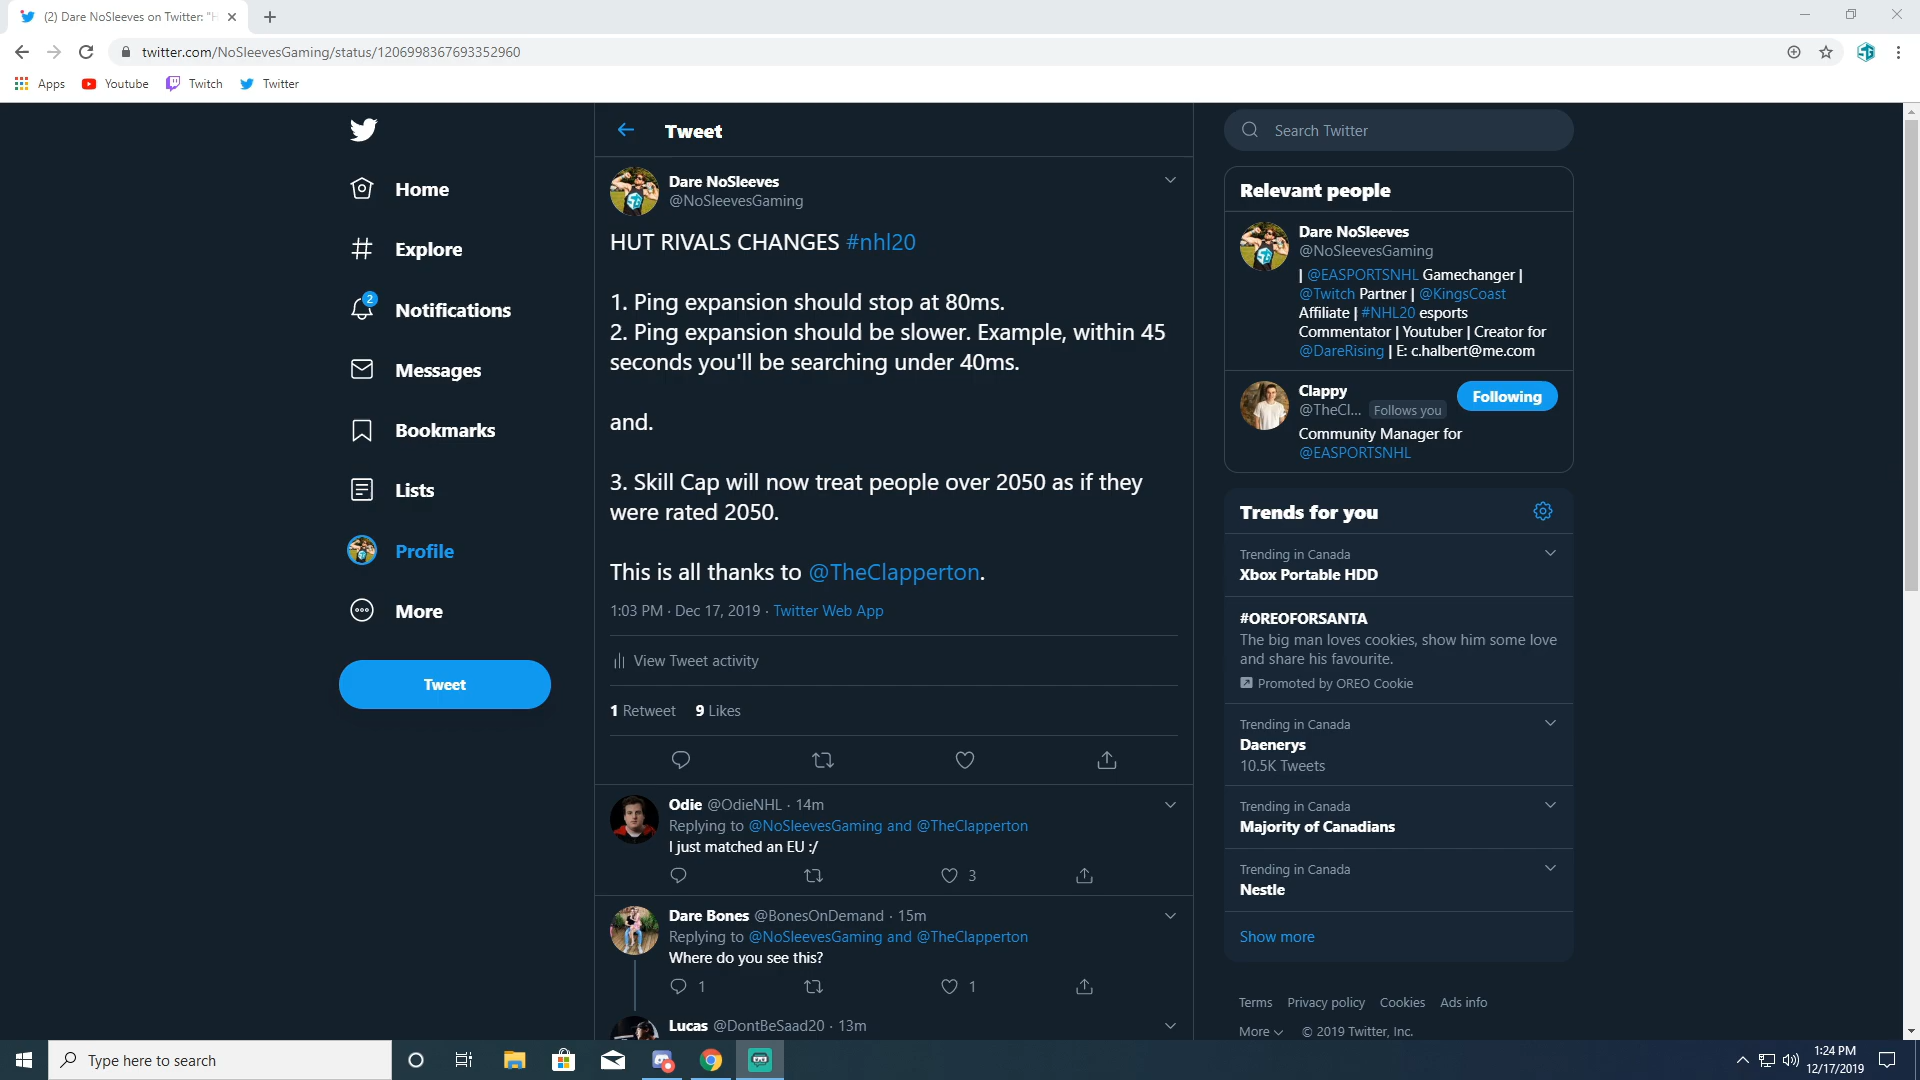 (2) Dare NoSleeves on Twitter: "H
twitter.com/NoSleevesGaming/status/1206998367693352960
Apps
Youtube
Twitch
Twitter
Home
Explore
2
Notifications
Messages
Bookmarks
Lists
Profile
More
Tweet
Tweet
Dare NoSleeves
@NoSleevesGaming
HUT RIVALS CHANGES #nhl20
1. Ping expansion should stop at 80ms.
2. Ping expansion should be slower. Example, within 45
seconds you'll be searching under 40ms.
and.
3. Skill Cap will now treat people over 2050 as if they
were rated 2050.
This is all thanks to @TheClapperton.
1:03 PM · Dec 17, 2019 · Twitter Web App
View Tweet activity
1 Retweet 9 Likes
Odie @OdieNHL · 14m
Replying to @NoSleevesGaming and @TheClapperton
I just matched an EU :/
3
Dare Bones @BonesOnDemand · 15m
Replying to @NoSleevesGaming and @TheClapperton
Where do you see this?
1 1
Lucas @DontBeSaad20 · 13m
Search Twitter
Relevant people
Dare NoSleeves
@NoSleevesGaming
| @EASPORTSNHL Gamechanger |
@Twitch Partner | @KingsCoast
Affiliate | #NHL20 esports
Commentator | Youtuber | Creator for
@DareRising | E: c.halbert@me.com
Clappy
@TheCl... Follows you
Following
Community Manager for
@EASPORTSNHL
Trends for you
Trending in Canada
Xbox Portable HDD
#OREOFORSANTA
The big man loves cookies, show him some love
and share his favourite.
Promoted by OREO Cookie
Trending in Canada
Daenerys
10.5K Tweets
Trending in Canada
Majority of Canadians
Trending in Canada
Nestle
Show more
Terms Privacy policy Cookies Ads info
More © 2019 Twitter, Inc.
Type here to search
1:24 PM
12/17/2019